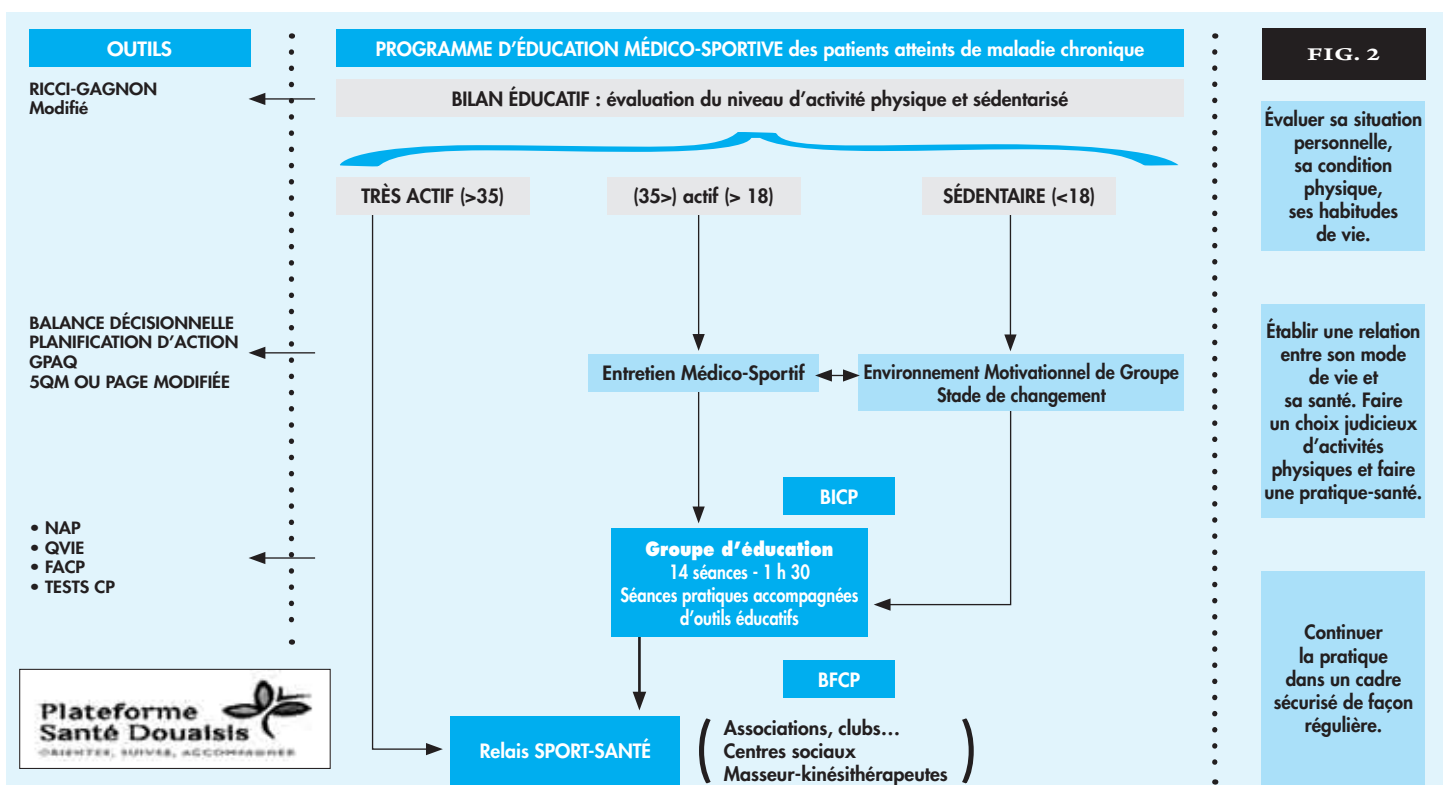 OUTILS
PROGRAMME D'ÉDUCATION MÉDICO-SPORTIVE des patients atteints de maladie chronique
FIG. 2
RICCI-GAGNON
Modifié
BILAN ÉDUCATIF : évaluation du niveau d'activité physique et sédentarisé
Évaluer sa situation
personnelle,
sa condition
physique,
ses habitudes
de vie.
TRÈS ACTIF (>35)
(35>) actif (> 18)
SÉDENTAIRE (<18)
BALANCE DÉCISIONNELLE
PLANIFICATION D'ACTION
GPAQ
5QM OU PAGE MODIFIÉE
Entretien Médico-Sportif
Environnement Motivationnel de Groupe
Stade de changement
Établir une relation
entre son mode
de vie et
sa santé. Faire
un choix judicieux
d'activités
physiques et faire
une pratique-santé.
BICP
• NAP
• QVIE
• FACP
• TESTS CP
Groupe d'éducation
14 séances - 1 h 30
Séances pratiques accompagnées
d'outils éducatifs
BFCP
Continuer
la pratique
dans un cadre
sécurisé de façon
régulière.
Plateforme
Santé Douaisis
ORIENTER, SUIVRE, ACCOMPAGNER
Relais SPORT-SANTÉ
Associations, clubs...
Centres sociaux
Masseur-kinésithérapeutes